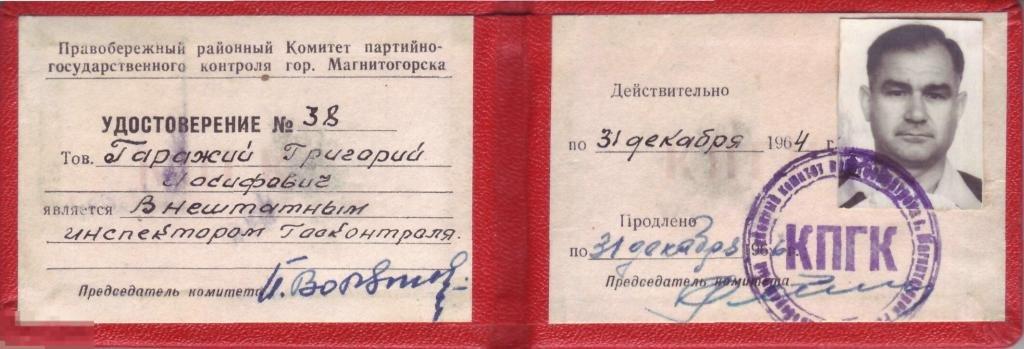 Правобережный районный Комитет партийно-
государственного контроля гор. Магнитогорска
УДОСТОВЕРЕНИЕ № 38
Тов. Гаражий Григорий
Иосифович
является Внештатным
инспектором Госконтроля.
Председатель комитета
Действительно
по 31 декабря 1964 г.
Продлено
по 31 декабря 196
Председатель комитета
КПГК